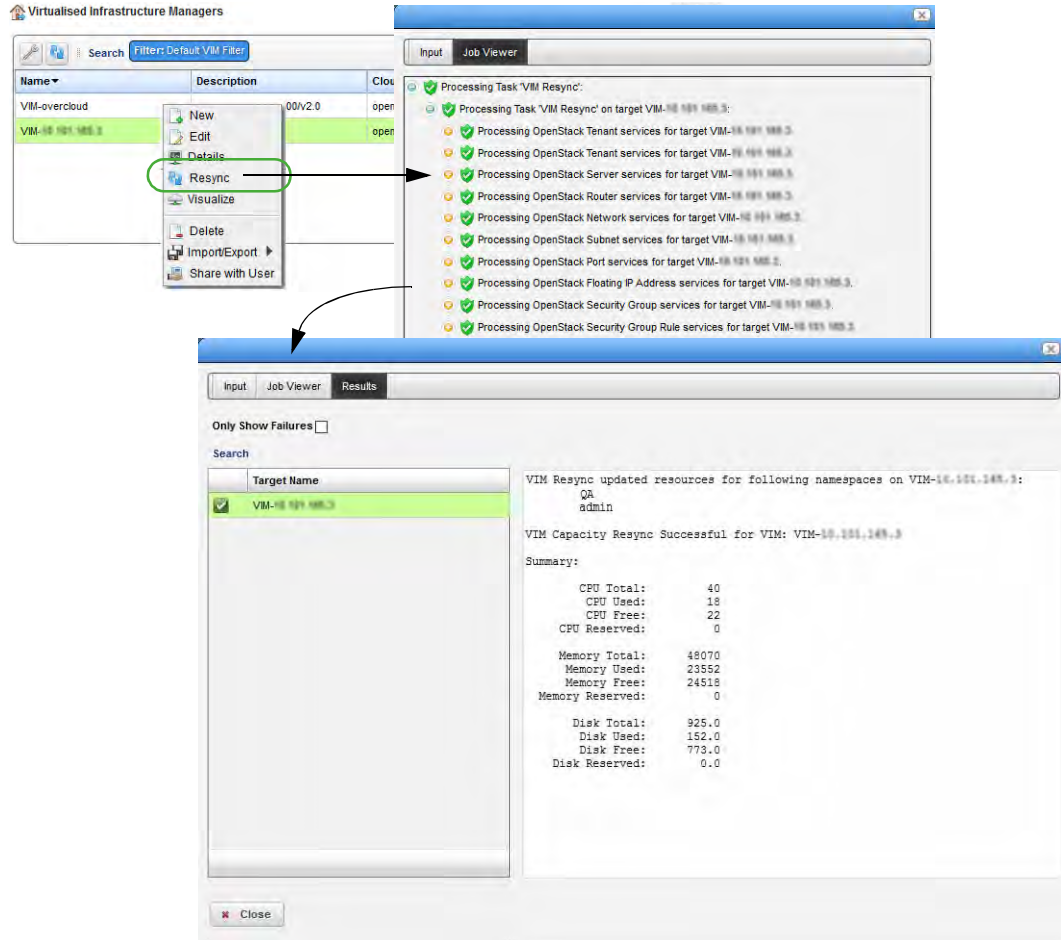 Virtualised Infrastructure Managers
Search Filter: Default VIM Filter
Name Description Clou
VIM-overcloud 00/v2.0 open
VIM- open
New
Edit
Details
Resync
Visualize
Delete
Import/Export
Share with User
Input Job Viewer
Processing Task 'VIM Resync':
Processing Task 'VIM Resync' on target VIM-
Processing OpenStack Tenant services for target VIM-
Processing OpenStack Tenant services for target VIM-
Processing OpenStack Server services for target VIM-
Processing OpenStack Router services for target VIM-
Processing OpenStack Network services for target VIM-
Processing OpenStack Subnet services for target VIM-
Processing OpenStack Port services for target VIM-
Processing OpenStack Floating IP Address services for target VIM-
Processing OpenStack Security Group services for target VIM-
Processing OpenStack Security Group Rule services for target VIM-
Input Job Viewer Results
Only Show Failures
Search
Target Name
VIM-
VIM Resync updated resources for following namespaces on VIM-
QA
admin
VIM Capacity Resync Successful for VIM: VIM-
Summary:
CPU Total: 40
CPU Used: 18
CPU Free: 22
CPU Reserved: 0
Memory Total: 48070
Memory Used: 23552
Memory Free: 24518
Memory Reserved: 0
Disk Total: 925.0
Disk Used: 152.0
Disk Free: 773.0
Disk Reserved: 0.0
Close